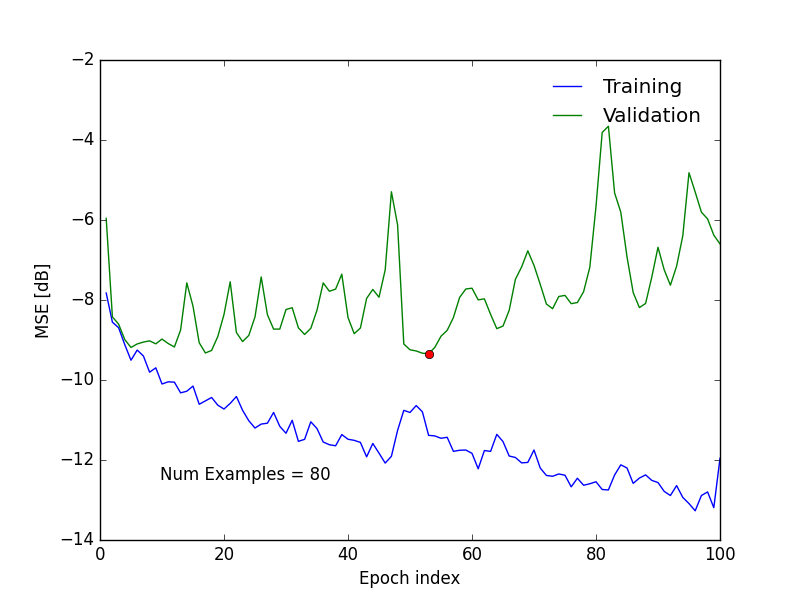 −2
−4
−6
−8
−10
−12
−14
MSE [dB]
Training
Validation
Num Examples = 80
0 20 40 60 80 100
Epoch index